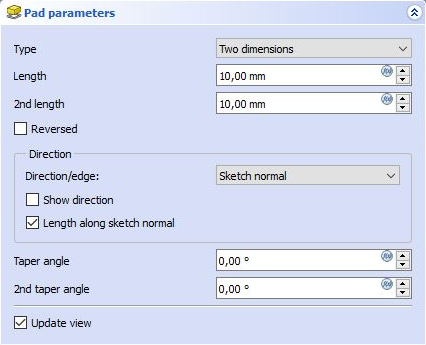 Pad parameters
Type Two dimensions
Length 10,00 mm
2nd length 10,00 mm
Reversed
Direction
Direction/edge: Sketch normal
Show direction
Length along sketch normal
Taper angle 0,00 °
2nd taper angle 0,00 °
Update view